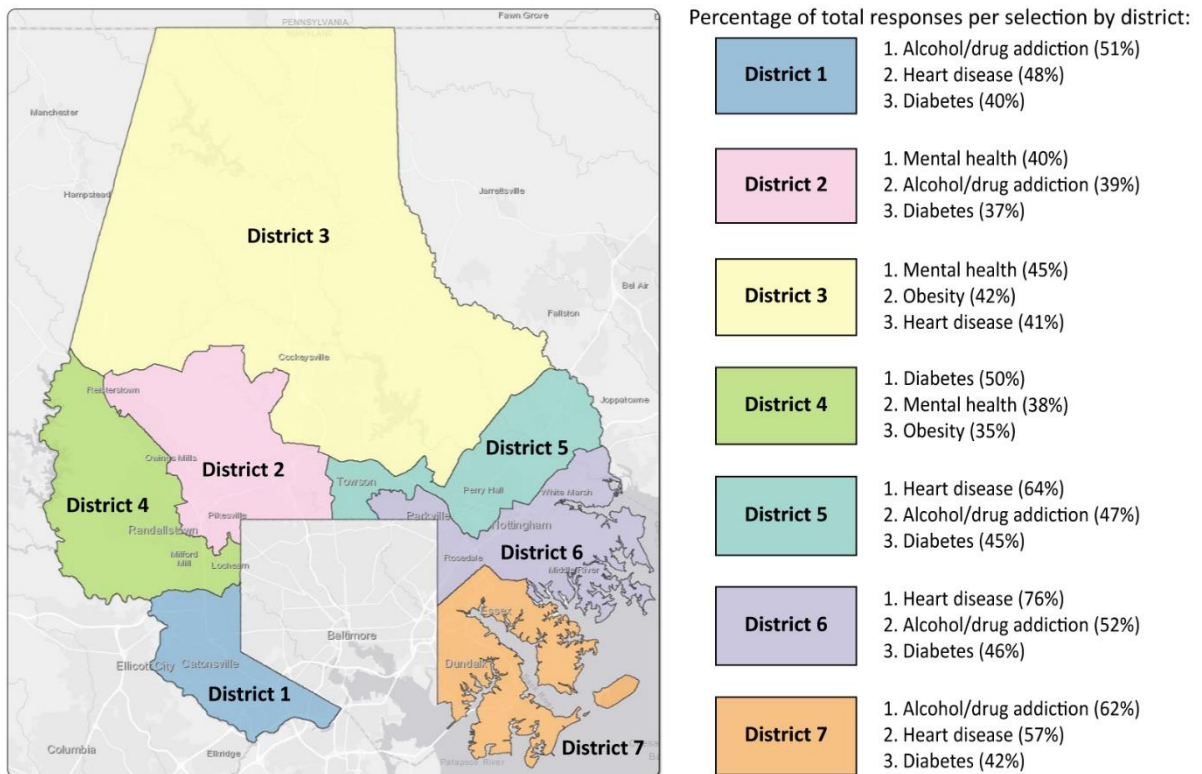 Percentage of total responses per selection by district:
PENNSYLVANIA
MARYLAND
Fawn Grove
Manchester
Hampstead
Jarrettsville
District 3
Bel Air
Fallston
Cockeysville
Reisterstown
Joppatowne
District 5
Owings Mills
District 2
Towson
Perry Hall
White Marsh
District 4
Pikesville
Parkville
Nottingham
Randallstown
Milford
Mill
Lochearn
Rosedale
District 6
Middle River
Essex
Baltimore
Ellicott City
Catonsville
Dundalk
District 1
Columbia
Elkridge
District 7
Patapsco River
District 1
1. Alcohol/drug addiction (51%)
2. Heart disease (48%)
3. Diabetes (40%)
District 2
1. Mental health (40%)
2. Alcohol/drug addiction (39%)
3. Diabetes (37%)
District 3
1. Mental health (45%)
2. Obesity (42%)
3. Heart disease (41%)
District 4
1. Diabetes (50%)
2. Mental health (38%)
3. Obesity (35%)
District 5
1. Heart disease (64%)
2. Alcohol/drug addiction (47%)
3. Diabetes (45%)
District 6
1. Heart disease (76%)
2. Alcohol/drug addiction (52%)
3. Diabetes (46%)
District 7
1. Alcohol/drug addiction (62%)
2. Heart disease (57%)
3. Diabetes (42%)